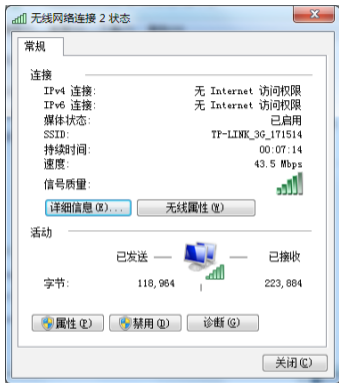 无线网络连接 2 状态
常规
连接
IPv4 连接: 无 Internet 访问权限
IPv6 连接: 无 Internet 访问权限
媒体状态: 已启用
SSID: TP-LINK_3G_171514
持续时间: 00:07:14
速度: 43.5 Mbps
信号质量:
详细信息(E)... 无线属性(W)
活动
已发送 — — 已接收
字节: 118,964 | 223,884
属性(P) 禁用(D) 诊断(G)
关闭(C)